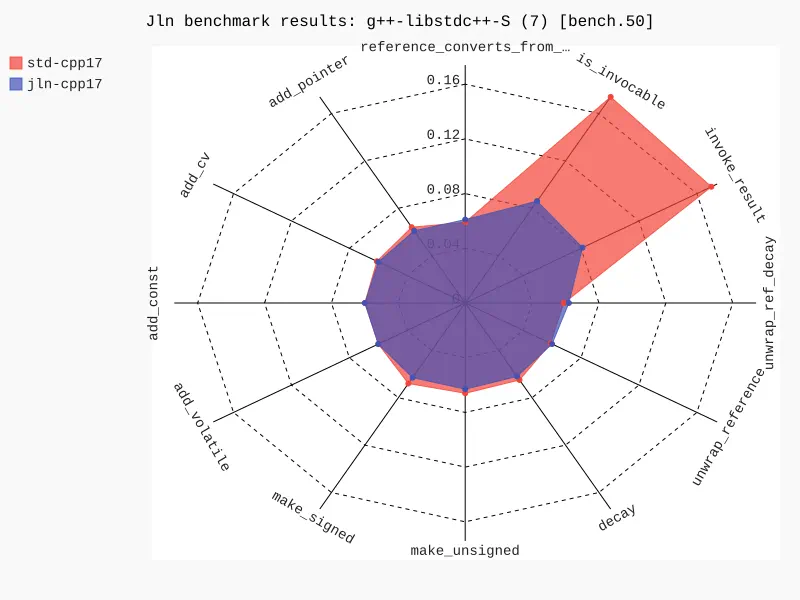 Jln benchmark results: g++-libstdc++-S (7) [bench.50]
std-cpp17
jln-cpp17
reference_converts_from_…
is_invocable
invoke_result
unwrap_ref_decay
unwrap_reference
decay
make_unsigned
make_signed
add_volatile
add_const
add_cv
add_pointer
0.16
0.12
0.08
0.04